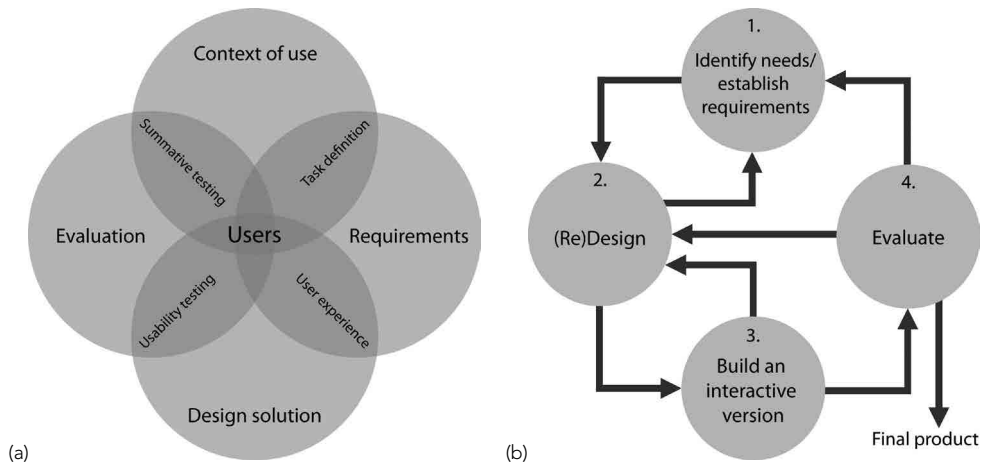 Context of use
Summative testing
Task definition
Evaluation
Users
Requirements
Usability testing
User experience
Design solution
(a)
1.
Identify needs/
establish
requirements
2.
(Re)Design
4.
Evaluate
3.
Build an
interactive
version
Final product
(b)